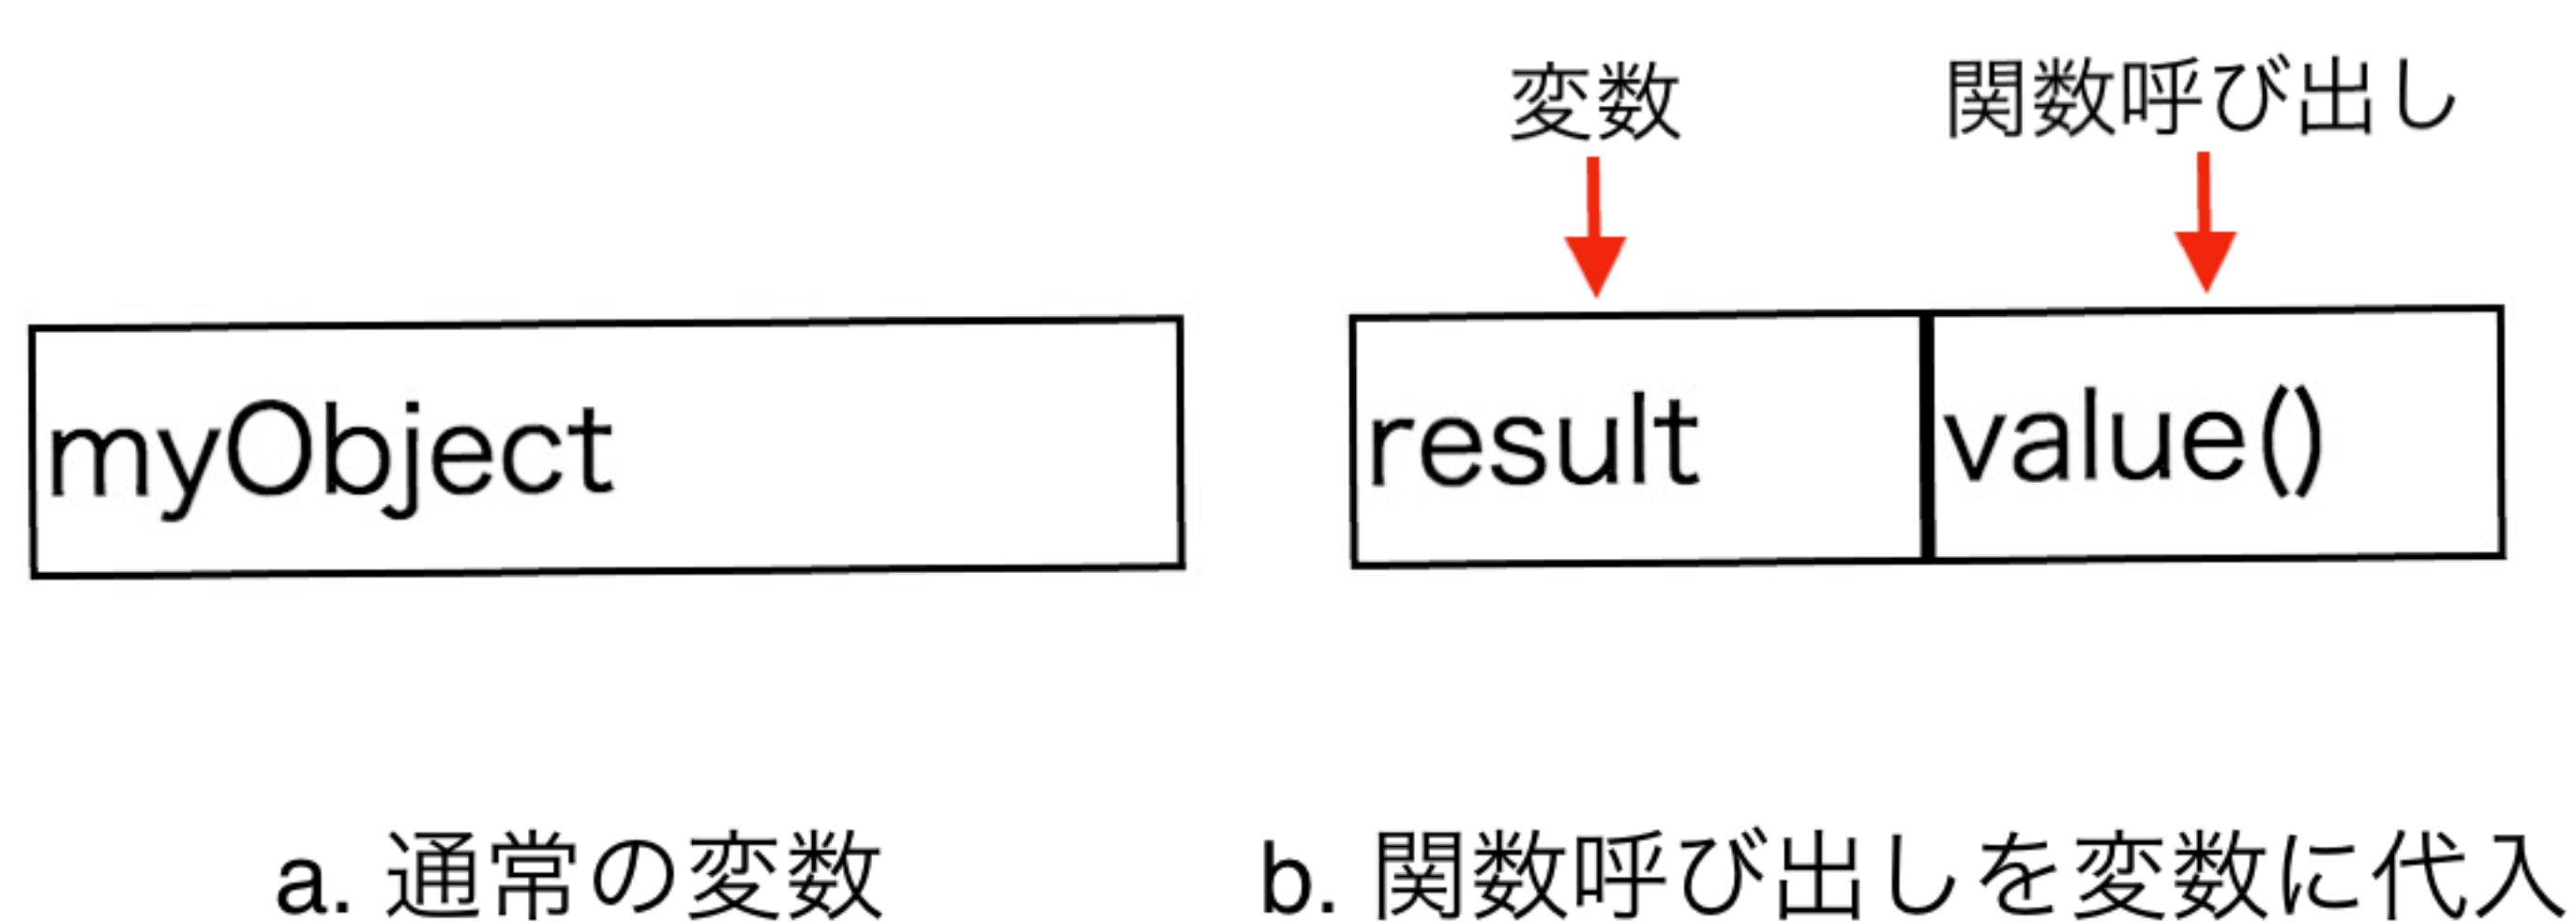 変数
関数呼び出し
myObject
result
value()
a. 通常の変数
b. 関数呼び出しを変数に代入